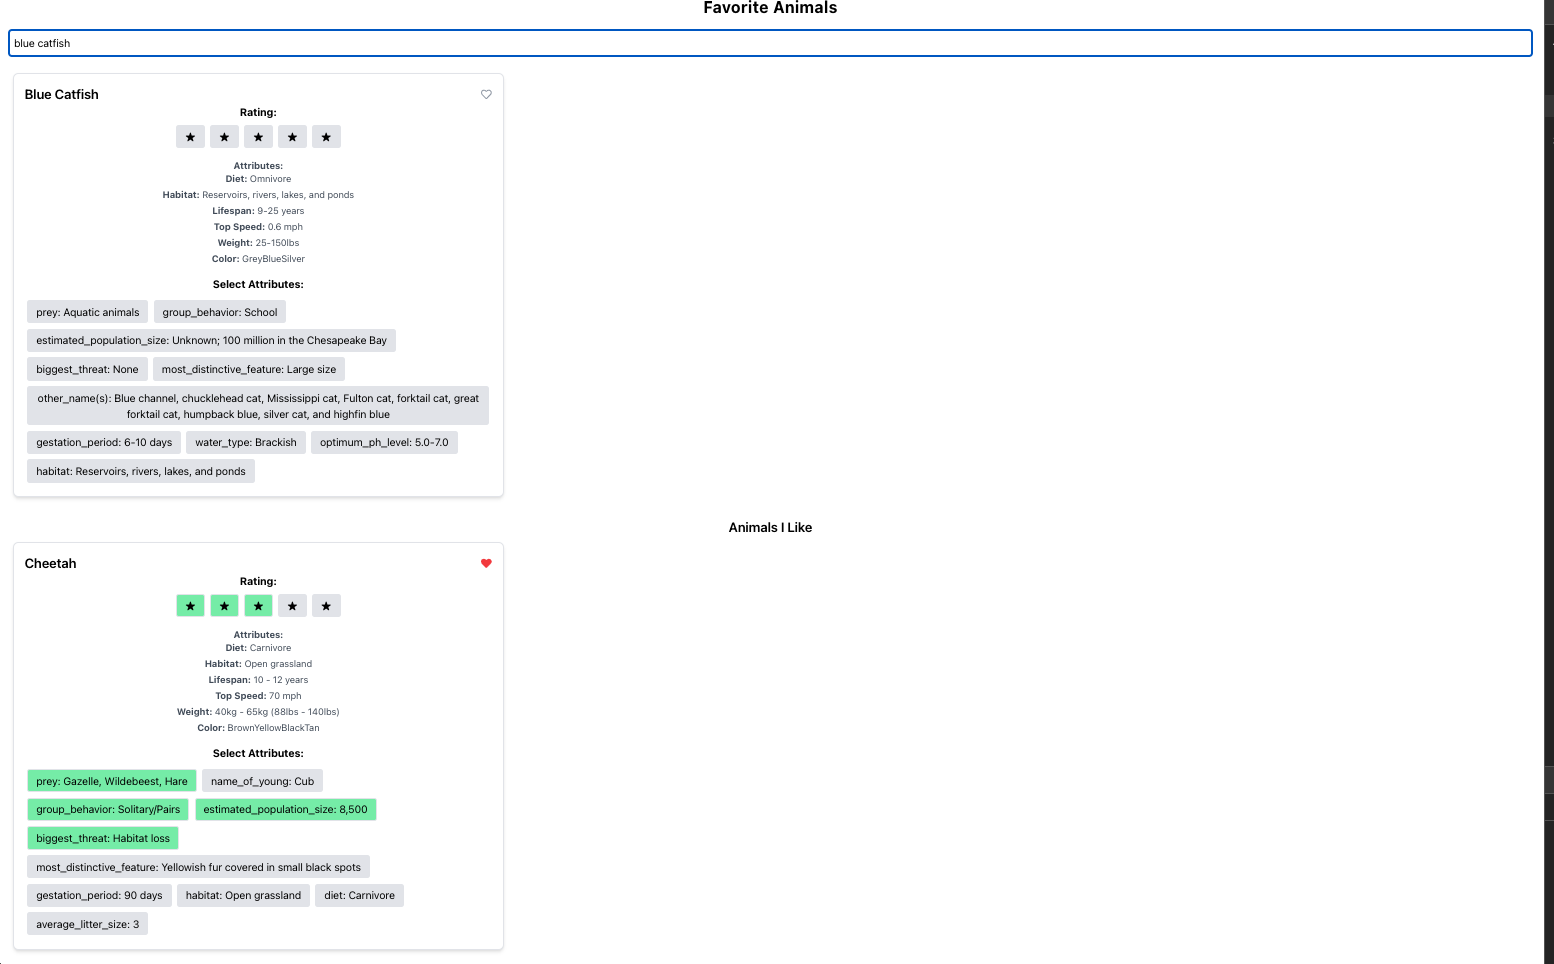 Favorite Animals
blue catfish
Blue Catfish
Rating:
Attributes:
Diet: Omnivore
Habitat: Reservoirs, rivers, lakes, and ponds
Lifespan: 9-25 years
Top Speed: 0.6 mph
Weight: 25-150lbs
Color: GreyBlueSilver
Select Attributes:
prey: Aquatic animals group_behavior: School
estimated_population_size: Unknown; 100 million in the Chesapeake Bay
biggest_threat: None most_distinctive_feature: Large size
other_name(s): Blue channel, chucklehead cat, Mississippi cat, Fulton cat, forktail cat, great
forktail cat, humpback blue, silver cat, and highfin blue
gestation_period: 6-10 days water_type: Brackish optimum_ph_level: 5.0-7.0
habitat: Reservoirs, rivers, lakes, and ponds
Animals I Like
Cheetah
Rating:
Attributes:
Diet: Carnivore
Habitat: Open grassland
Lifespan: 10 - 12 years
Top Speed: 70 mph
Weight: 40kg - 65kg (88lbs - 140lbs)
Color: BrownYellowBlackTan
Select Attributes:
prey: Gazelle, Wildebeest, Hare name_of_young: Cub
group_behavior: Solitary/Pairs estimated_population_size: 8,500
biggest_threat: Habitat loss
most_distinctive_feature: Yellowish fur covered in small black spots
gestation_period: 90 days habitat: Open grassland diet: Carnivore
average_litter_size: 3